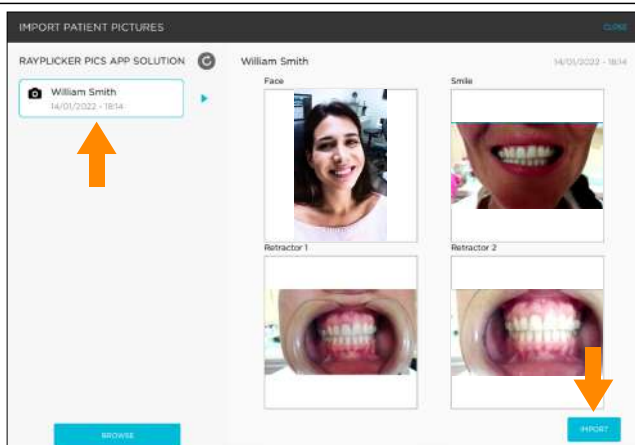 IMPORT PATIENT PICTURES
CLOSE
RAYPLICKER PICS APP SOLUTION
William Smith
14/01/2022 - 18:14
William Smith
14/01/2022 - 18:14
Face
Smile
Retractor 1
Retractor 2
BROWSE
IMPORT